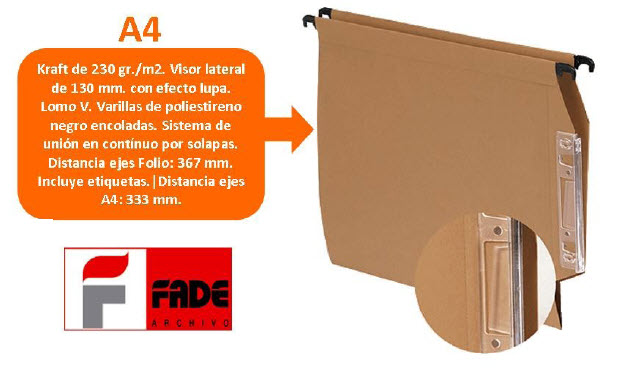 A4
Kraft de 230 gr./m2. Visor lateral
de 130 mm. con efecto lupa.
Lomo V. Varillas de poliestireno
negro encoladas. Sistema de
unión en contínuo por solapas.
Distancia ejes Folio: 367 mm.
Incluye etiquetas.|Distancia ejes
A4: 333 mm.
FADE
ARCHIVO